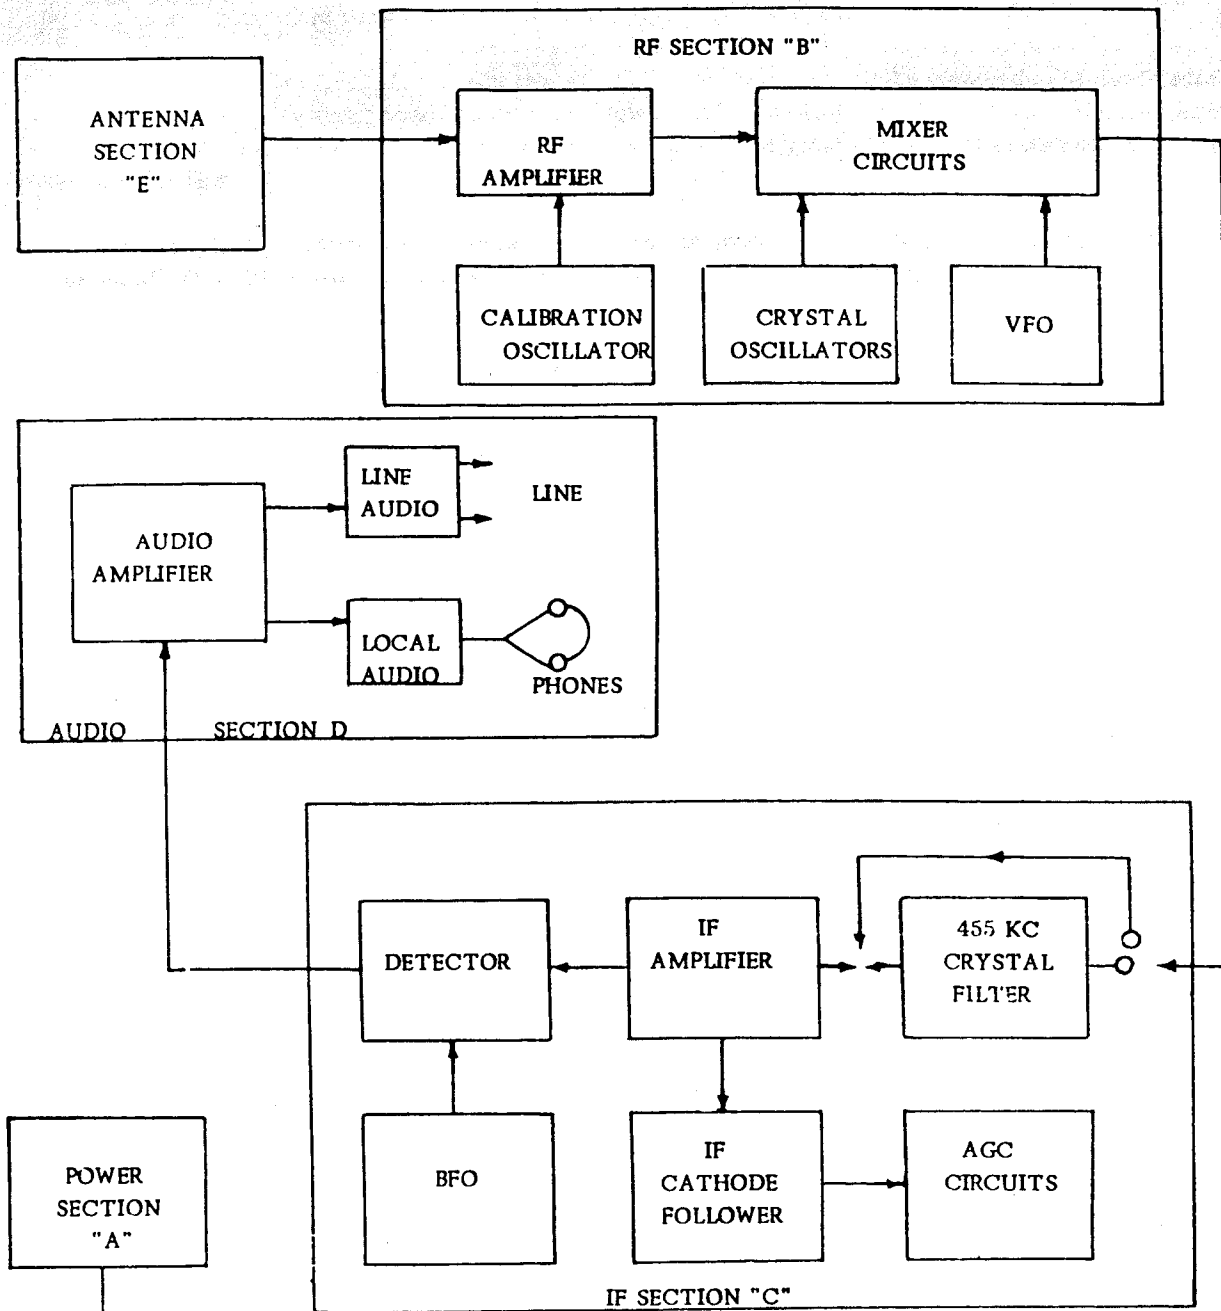 RF SECTION "B"
ANTENNA
SECTION
"E"
RF
AMPLIFIER
MIXER
CIRCUITS
CALIBRATION
OSCILLATOR
CRYSTAL
OSCILLATORS
VFO
AUDIO
AMPLIFIER
LINE
AUDIO
LINE
LOCAL
AUDIO
PHONES
AUDIO SECTION D
DETECTOR
IF
AMPLIFIER
455 KC
CRYSTAL
FILTER
BFO
IF
CATHODE
FOLLOWER
AGC
CIRCUITS
IF SECTION "C"
POWER
SECTION
"A"